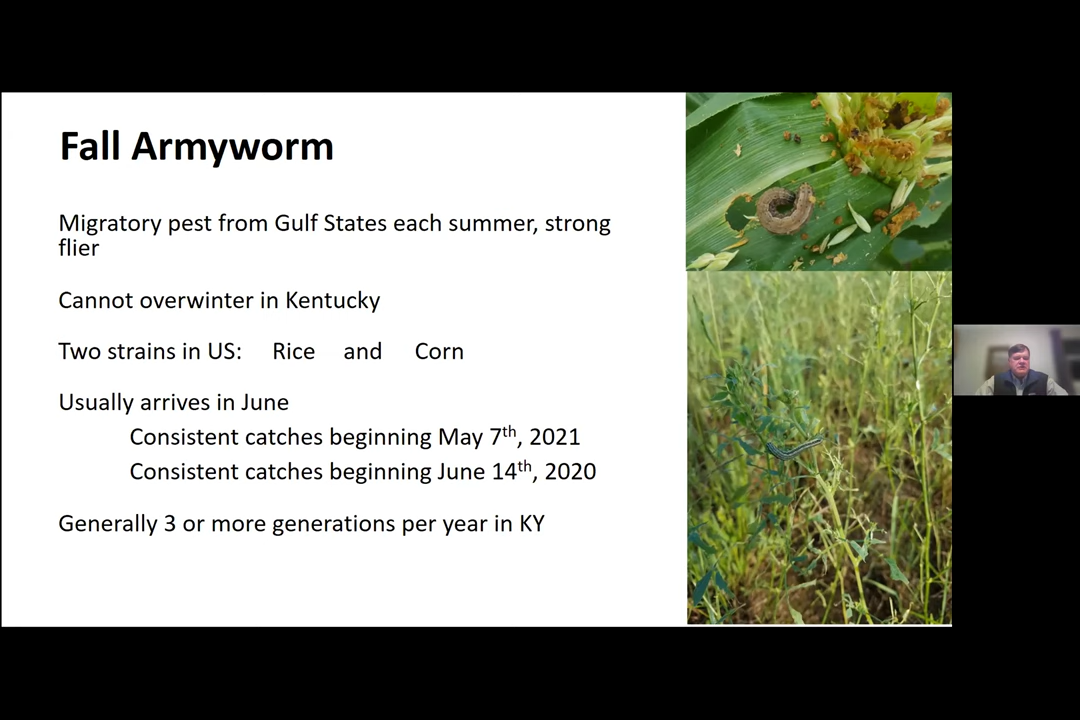 Fall Armyworm
Migratory pest from Gulf States each summer, strong
flier
Cannot overwinter in Kentucky
Two strains in US: Rice and Corn
Usually arrives in June
Consistent catches beginning May 7th, 2021
Consistent catches beginning June 14th, 2020
Generally 3 or more generations per year in KY